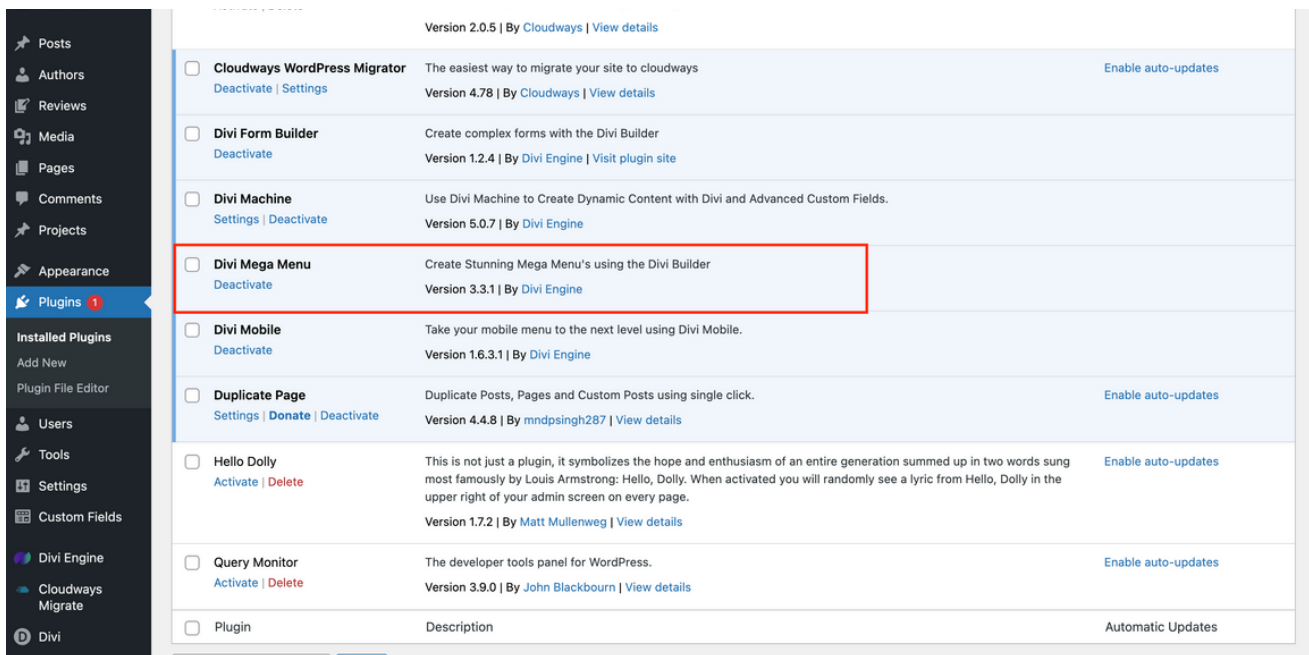 Posts
Authors
Reviews
Media
Pages
Comments
Projects
Appearance
Plugins 1
Installed Plugins
Add New
Plugin File Editor
Users
Tools
Settings
Custom Fields
Divi Engine
Cloudways
Migrate
Divi
Version 2.0.5 | By Cloudways | View details
Cloudways WordPress Migrator
Deactivate | Settings
The easiest way to migrate your site to cloudways
Version 4.78 | By Cloudways | View details
Enable auto-updates
Divi Form Builder
Deactivate
Create complex forms with the Divi Builder
Version 1.2.4 | By Divi Engine | Visit plugin site
Divi Machine
Settings | Deactivate
Use Divi Machine to Create Dynamic Content with Divi and Advanced Custom Fields.
Version 5.0.7 | By Divi Engine
Divi Mega Menu
Deactivate
Create Stunning Mega Menu's using the Divi Builder
Version 3.3.1 | By Divi Engine
Divi Mobile
Deactivate
Take your mobile menu to the next level using Divi Mobile.
Version 1.6.3.1 | By Divi Engine
Duplicate Page
Settings | Donate | Deactivate
Duplicate Posts, Pages and Custom Posts using single click.
Version 4.4.8 | By mndpsingh287 | View details
Enable auto-updates
Hello Dolly
Activate | Delete
This is not just a plugin, it symbolizes the hope and enthusiasm of an entire generation summed up in two words sung
most famously by Louis Armstrong: Hello, Dolly. When activated you will randomly see a lyric from Hello, Dolly in the
upper right of your admin screen on every page.
Version 1.7.2 | By Matt Mullenweg | View details
Enable auto-updates
Query Monitor
Activate | Delete
The developer tools panel for WordPress.
Version 3.9.0 | By John Blackbourn | View details
Enable auto-updates
Plugin
Description
Automatic Updates